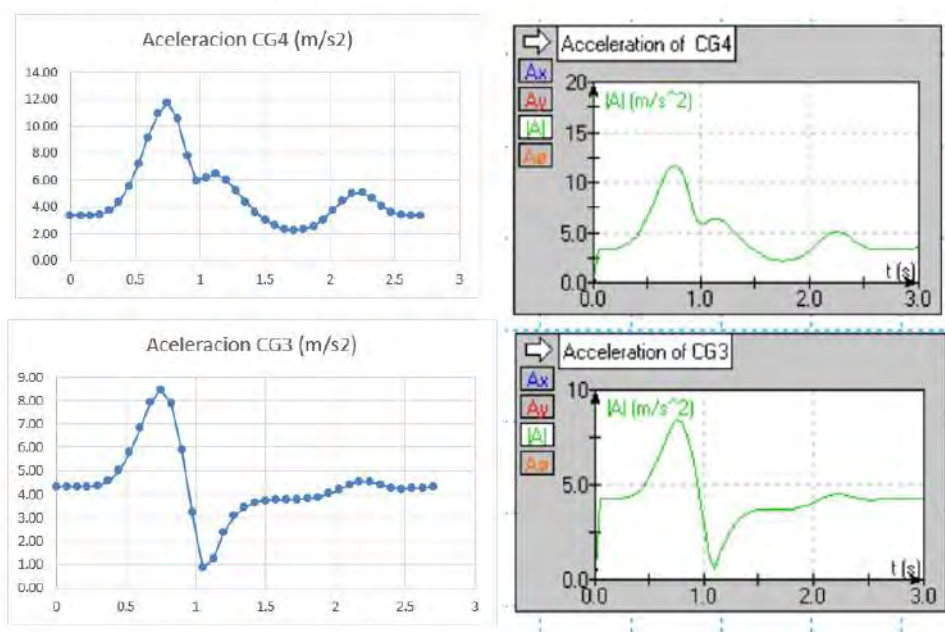 Aceleracion CG4 (m/s2)
14.00
12.00
10.00
8.00
6.00
4.00
2.00
0.00
0 0.5 1 1.5 2 2.5 3
Acceleration of CG4
Ax
Ay
|A|
Aø
|A| (m/s^2)
20
15
10
5.0
0.0
t (s)
0.0 1.0 2.0 3.0
Aceleracion CG3 (m/s2)
9.00
8.00
7.00
6.00
5.00
4.00
3.00
2.00
1.00
0.00
0 0.5 1 1.5 2 2.5 3
Acceleration of CG3
Ax
Ay
|A|
Aø
|A| (m/s^2)
10
5.0
0.0
t (s)
0.0 1.0 2.0 3.0